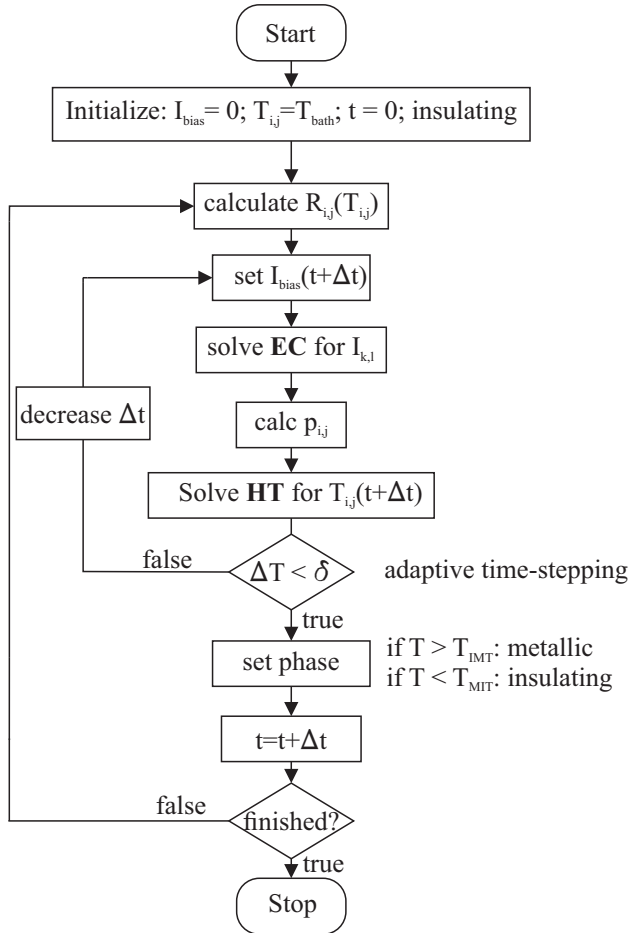 Start
Initialize: I_bias = 0; T_i,j=T_bath; t = 0; insulating
calculate R_i,j(T_i,j)
set I_bias(t+Δt)
solve EC for I_k,l
decrease Δt
calc p_i,j
Solve HT for T_i,j(t+Δt)
false
ΔT < δ
adaptive time-stepping
true
set phase
if T > T_IMT: metallic
if T < T_MIT: insulating
t=t+Δt
false
finished?
true
Stop